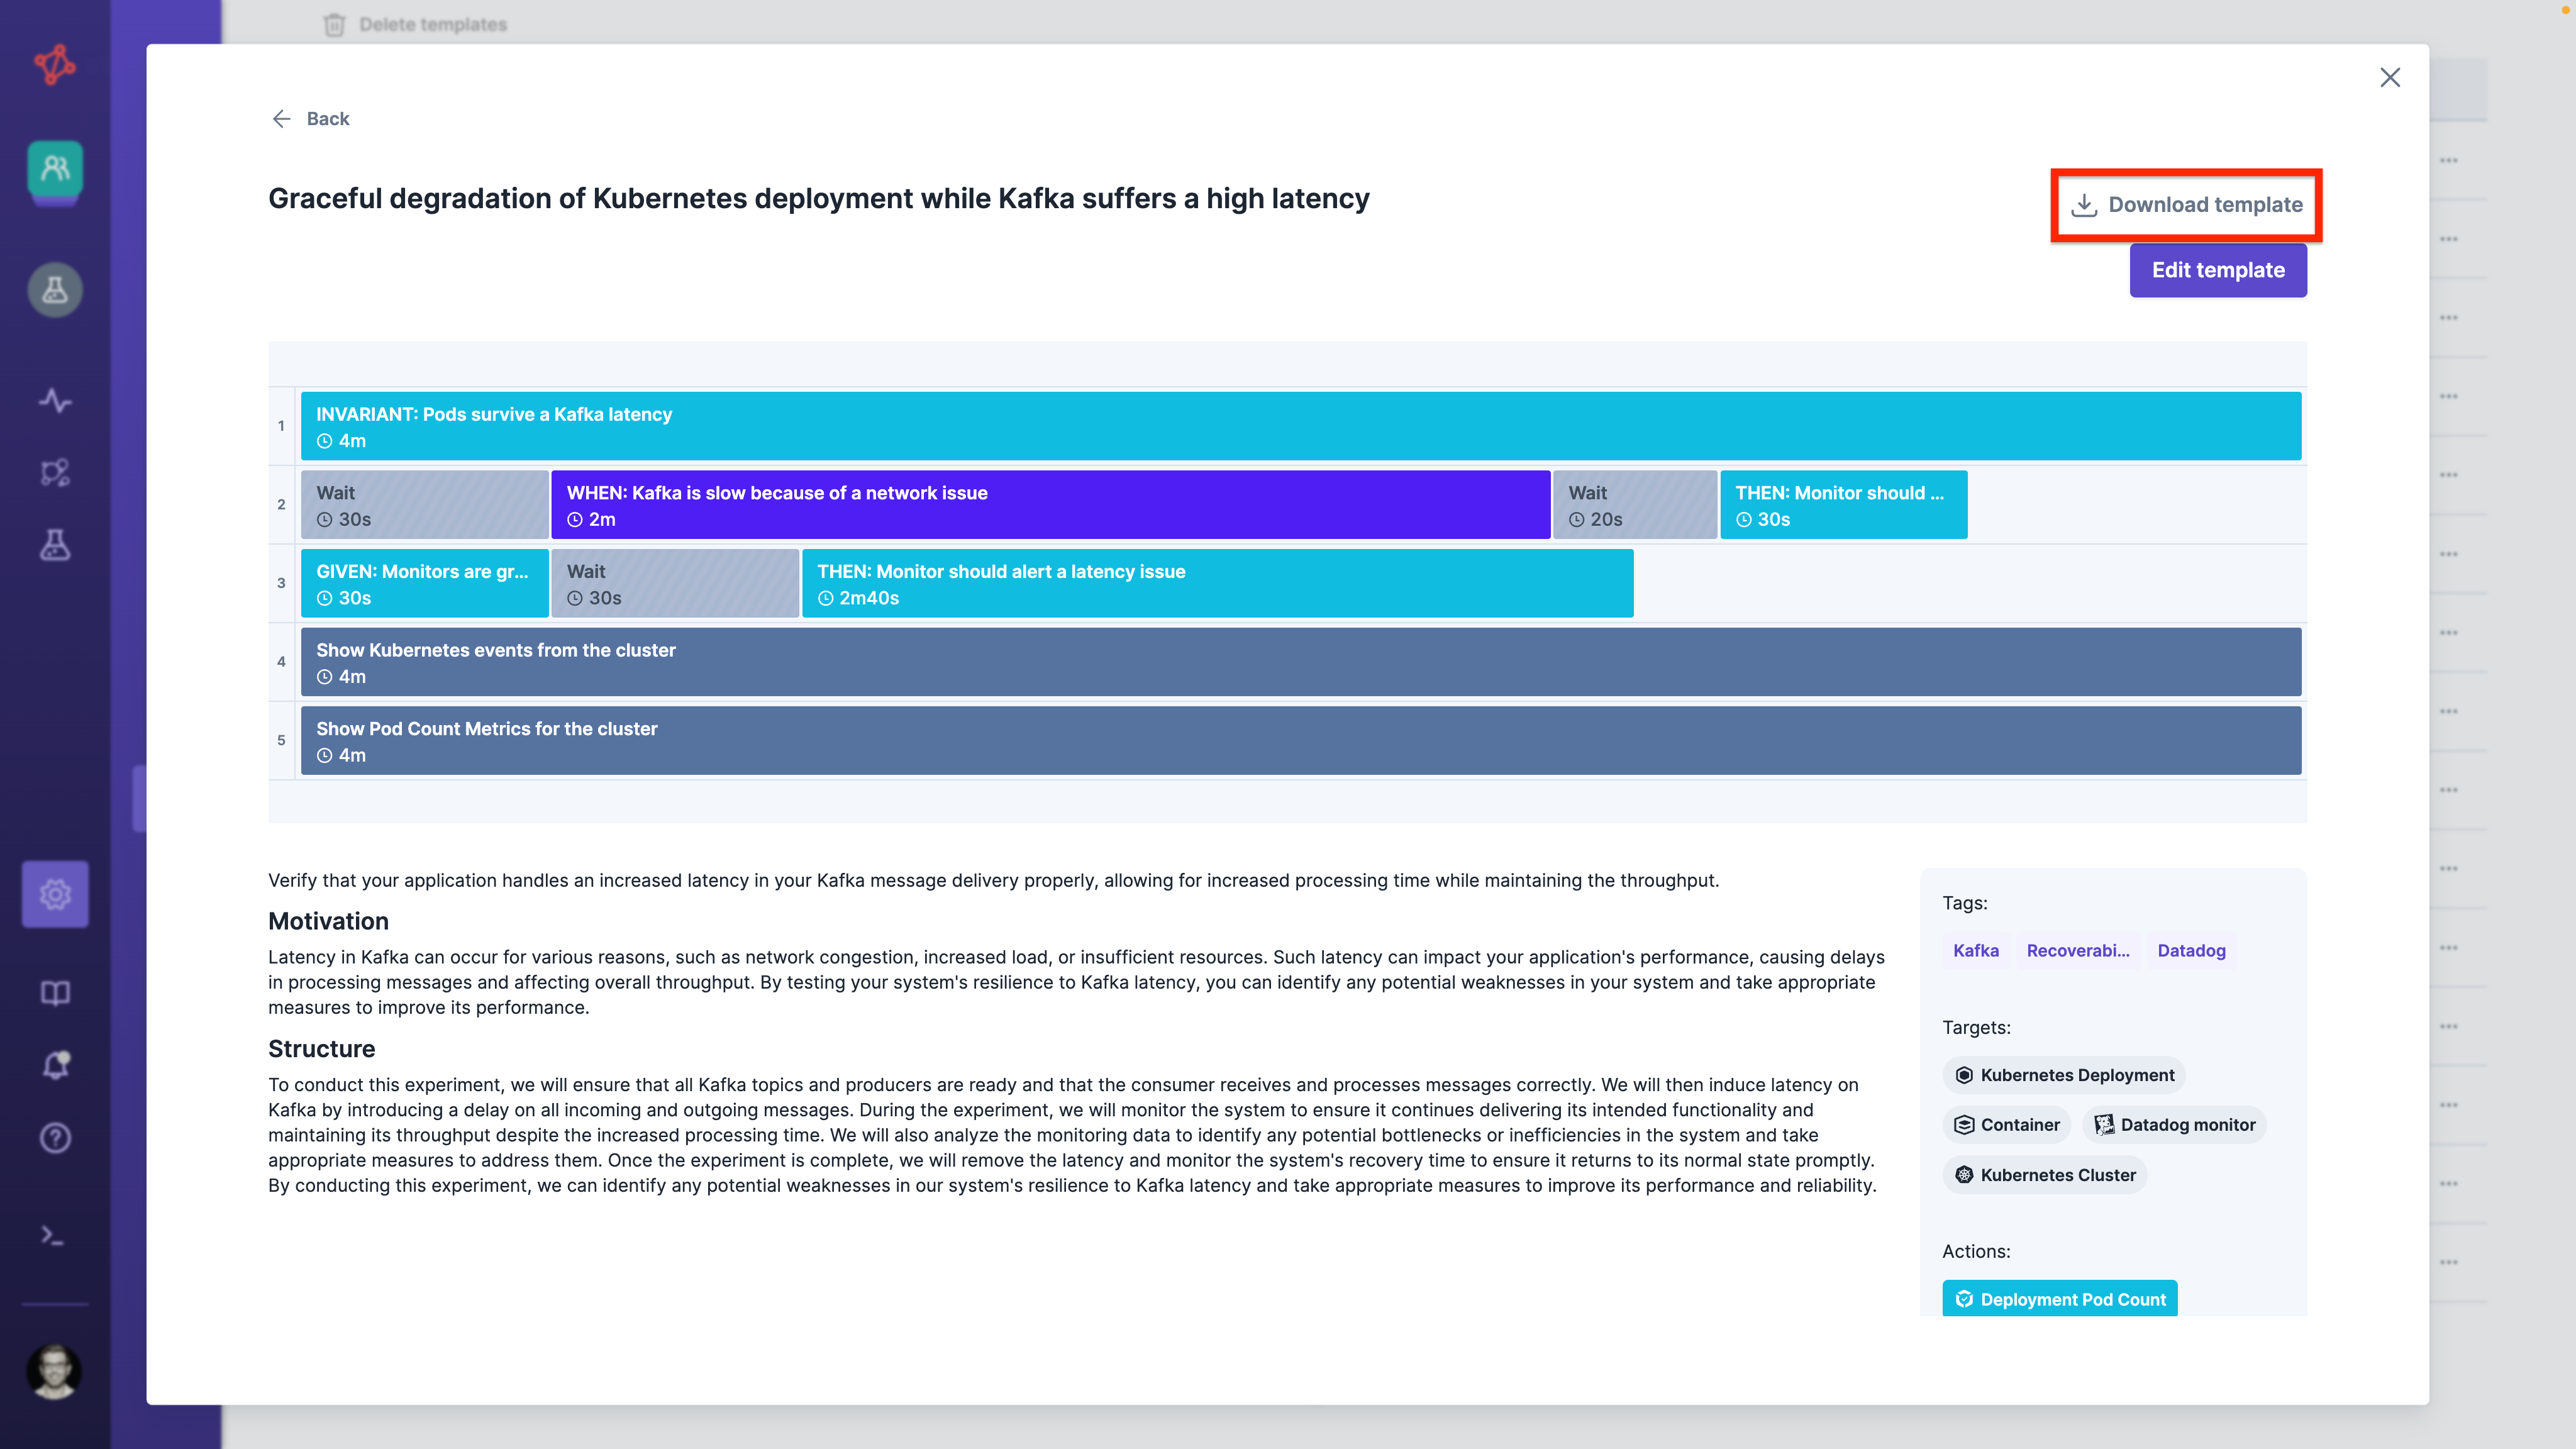 Delete templates
Back
Graceful degradation of Kubernetes deployment while Kafka suffers a high latency
Download template
Edit template
1
INVARIANT: Pods survive a Kafka latency
4m
2
Wait
30s
WHEN: Kafka is slow because of a network issue
2m
Wait
20s
THEN: Monitor should ...
30s
3
GIVEN: Monitors are gr...
30s
Wait
30s
THEN: Monitor should alert a latency issue
2m40s
4
Show Kubernetes events from the cluster
4m
5
Show Pod Count Metrics for the cluster
4m
Verify that your application handles an increased latency in your Kafka message delivery properly, allowing for increased processing time while maintaining the throughput.
Motivation
Latency in Kafka can occur for various reasons, such as network congestion, increased load, or insufficient resources. Such latency can impact your application's performance, causing delays
in processing messages and affecting overall throughput. By testing your system's resilience to Kafka latency, you can identify any potential weaknesses in your system and take appropriate
measures to improve its performance.
Structure
To conduct this experiment, we will ensure that all Kafka topics and producers are ready and that the consumer receives and processes messages correctly. We will then induce latency on
Kafka by introducing a delay on all incoming and outgoing messages. During the experiment, we will monitor the system to ensure it continues delivering its intended functionality and
maintaining its throughput despite the increased processing time. We will also analyze the monitoring data to identify any potential bottlenecks or inefficiencies in the system and take
appropriate measures to address them. Once the experiment is complete, we will remove the latency and monitor the system's recovery time to ensure it returns to its normal state promptly.
By conducting this experiment, we can identify any potential weaknesses in our system's resilience to Kafka latency and take appropriate measures to improve its performance and reliability.
Tags:
Kafka
Recoverabi...
Datadog
Targets:
Kubernetes Deployment
Container
Datadog monitor
Kubernetes Cluster
Actions:
Deployment Pod Count